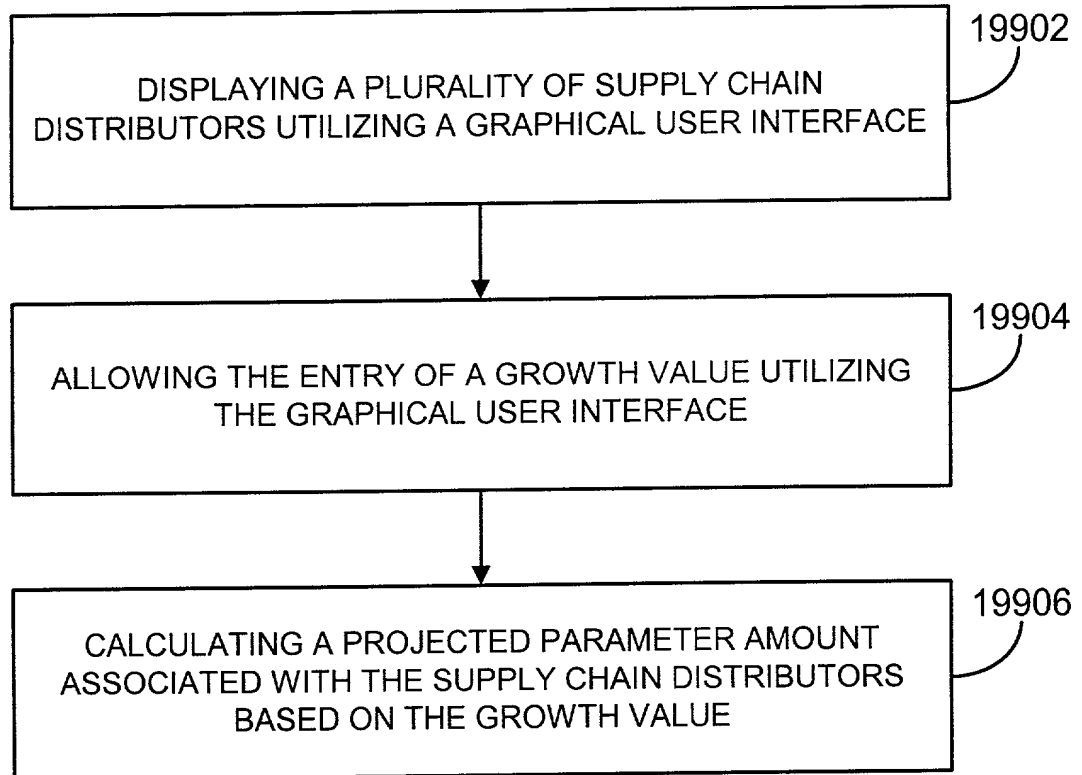 19902
DISPLAYING A PLURALITY OF SUPPLY CHAIN
DISTRIBUTORS UTILIZING A GRAPHICAL USER INTERFACE
19904
ALLOWING THE ENTRY OF A GROWTH VALUE UTILIZING
THE GRAPHICAL USER INTERFACE
19906
CALCULATING A PROJECTED PARAMETER AMOUNT
ASSOCIATED WITH THE SUPPLY CHAIN DISTRIBUTORS
BASED ON THE GROWTH VALUE